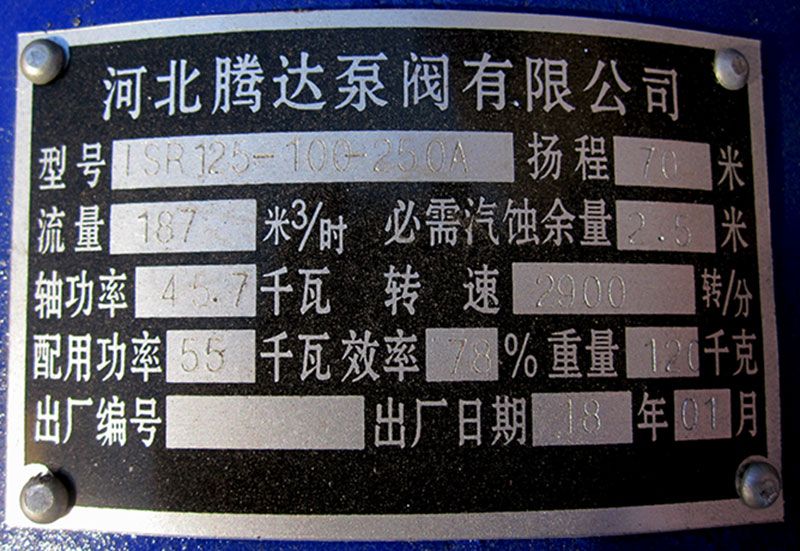 河北腾达泵阀有限公司
型号 ISR125-100-250A 扬程 70 米
流量 187 米3/时 必需汽蚀余量 2.5 米
轴功率 45.7 千瓦 转速 2900 转/分
配用功率 55 千瓦 效率 78 % 重量 120 千克
出厂编号 出厂日期 18 年 01 月